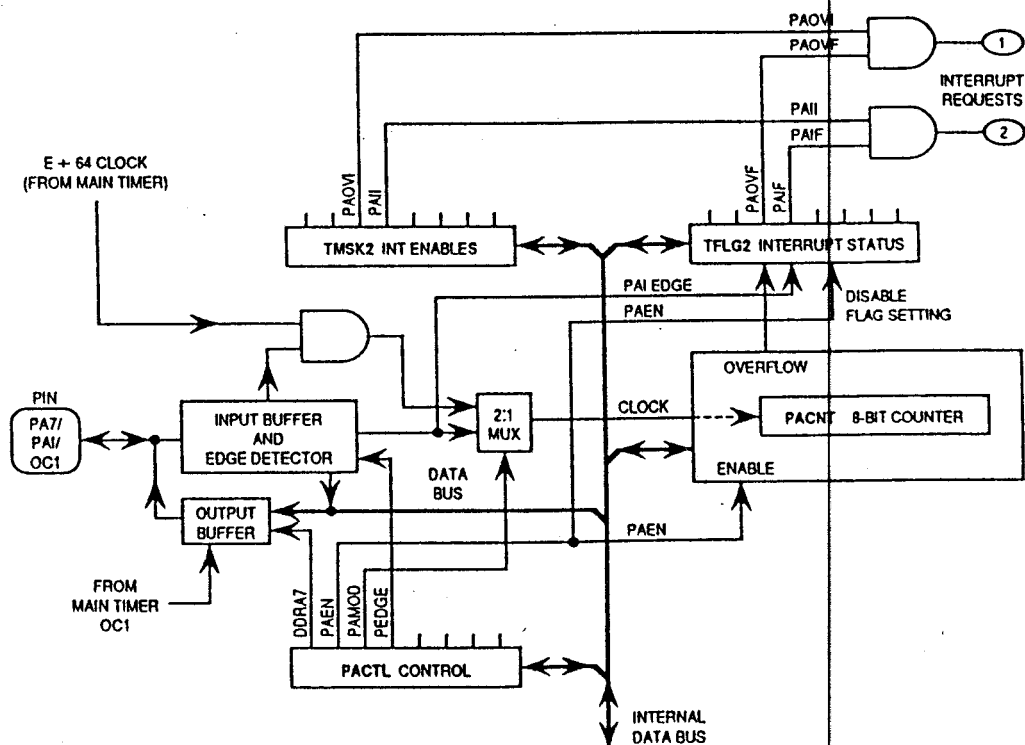 PAOVI
PAOVF
1
INTERRUPT
REQUESTS
PAII
PAIF
2
E ÷ 64 CLOCK
(FROM MAIN TIMER)
PAOVI
PAII
PAOVF
PAIF
TMSK2 INT ENABLES
TFLG2 INTERRUPT STATUS
PAI EDGE
PAEN
DISABLE
FLAG SETTING
OVERFLOW
PIN
PA7/
PAI/
OC1
INPUT BUFFER
AND
EDGE DETECTOR
2:1
MUX
CLOCK
PACNT 8-BIT COUNTER
DATA
BUS
ENABLE
OUTPUT
BUFFER
PAEN
FROM
MAIN TIMER
OC1
DDRA7
PAEN
PAMOD
PEDGE
PACTL CONTROL
INTERNAL
DATA BUS